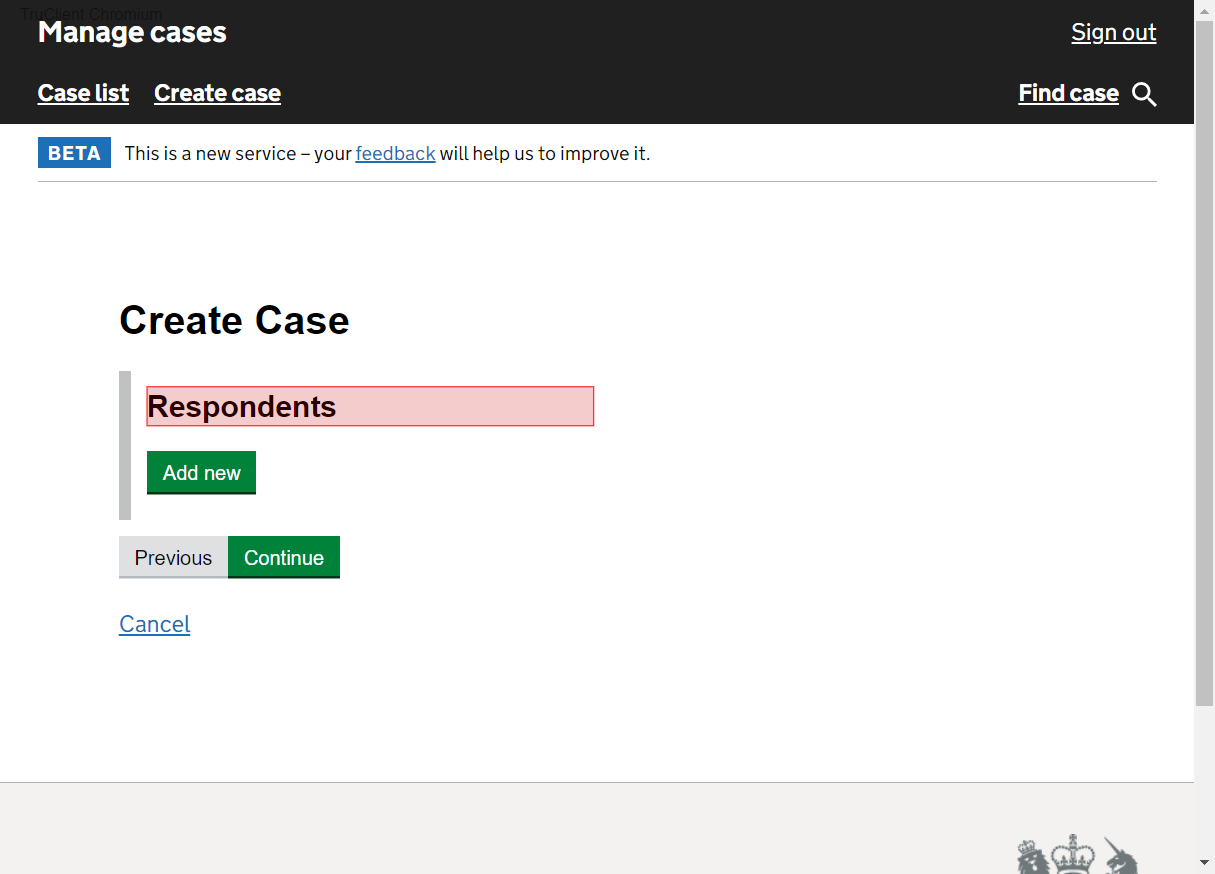 TruClient Chromium
Manage cases
Sign out
Case list Create case
Find case
BETA This is a new service – your feedback will help us to improve it.
Create Case
Respondents
Add new
Previous Continue
Cancel